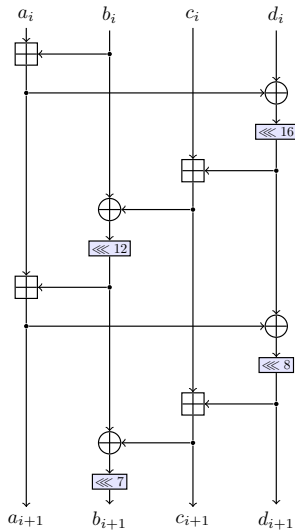 a_i b_i c_i d_i
⋘ 16
⋘ 12
⋘ 8
⋘ 7
a_{i+1} b_{i+1} c_{i+1} d_{i+1}